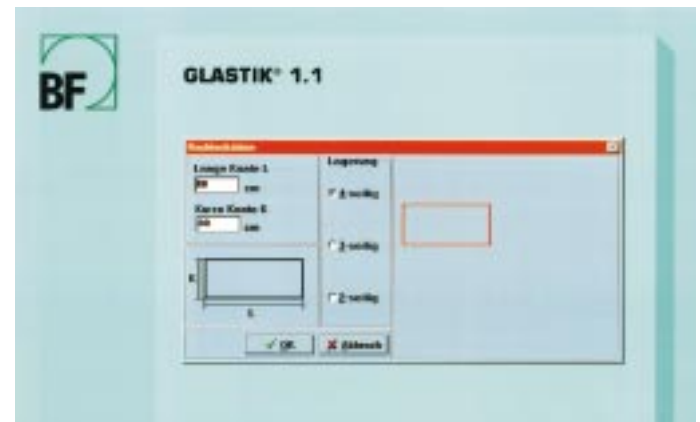 BF
GLASTIK® 1.1
Lange Kante L
cm
Kurze Kante K
cm
K
L
Lagerung
4-seitig
3-seitig
2-seitig
OK
Abbruch